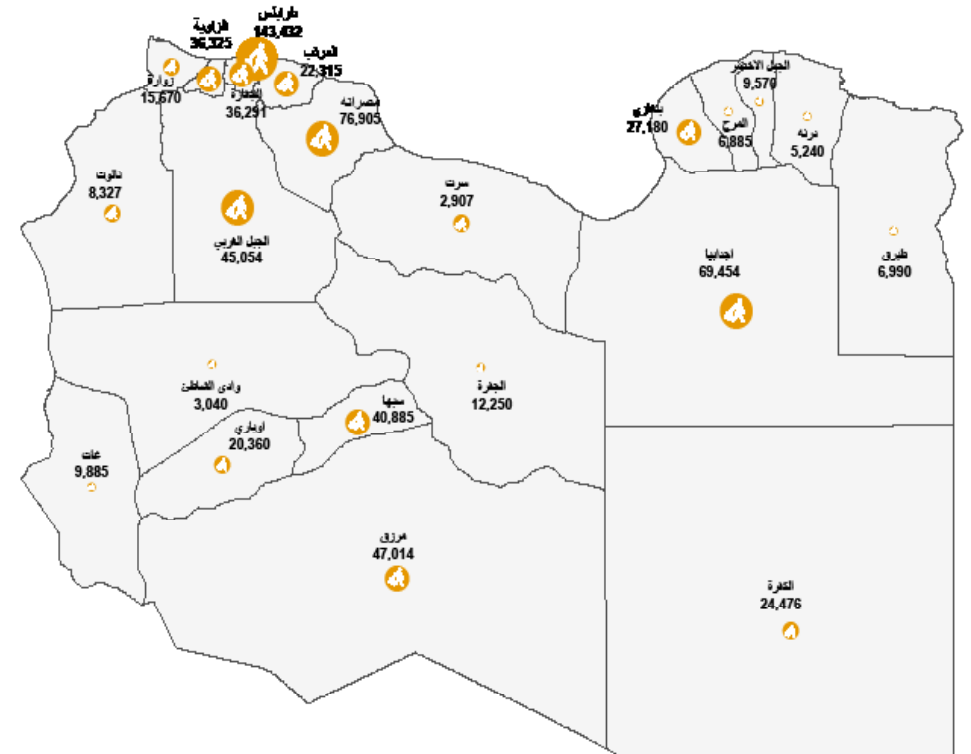 طرابلس
143,432
الزاوية
36,325
المرقب
22,315
زوارة
15,670
الجفارة
36,291
مصراته
76,905
الجبل الاخضر
9,570
بنغازي
27,180
المرج
6,885
درنه
5,240
نالوت
8,327
سرت
2,907
الجبل الغربي
45,054
اجدابيا
69,454
طبرق
6,990
وادى الشاطئ
3,040
الجفرة
12,250
سبها
40,885
اوباري
20,360
غات
9,885
مرزق
47,014
الكفرة
24,476